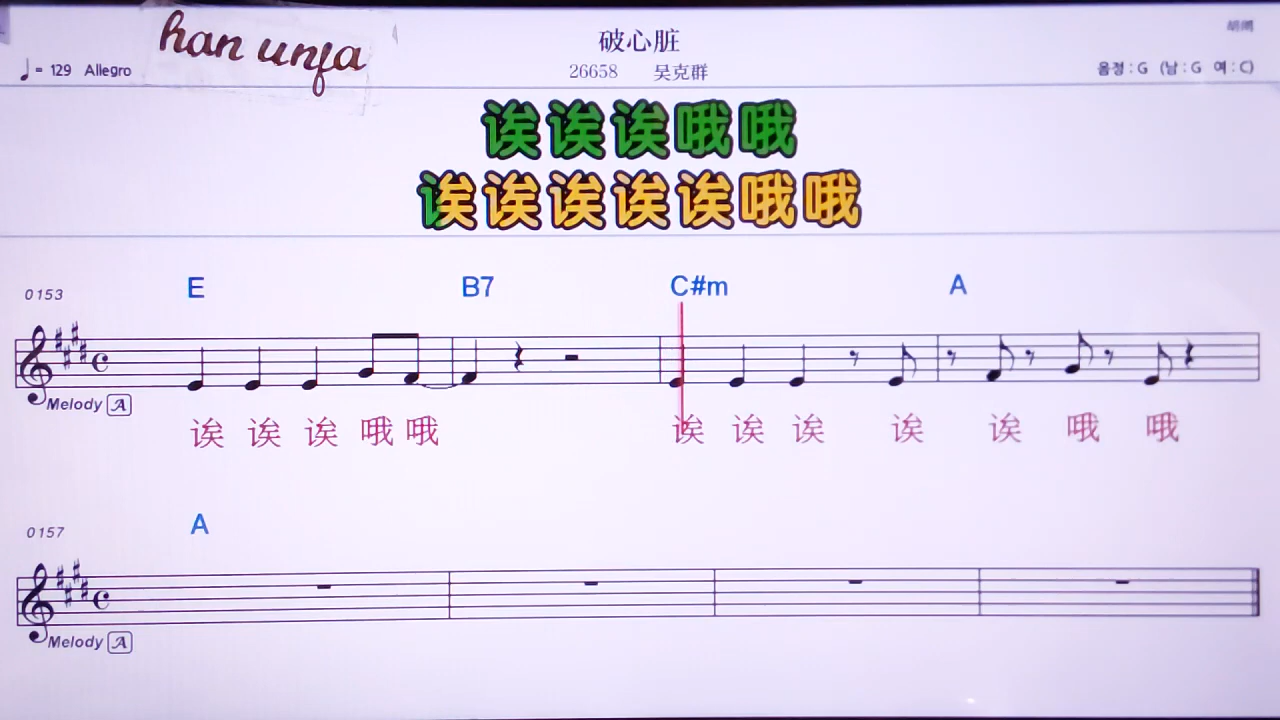 han unfa
破心脏
26658 吴克群
♩ = 129 Allegro
음정 : G (남 : G 여 : C)
诶诶诶哦哦
诶诶诶诶诶哦哦
E B7 C#m A
0153
Melody A
诶 诶 诶 哦 哦 诶 诶 诶 诶 诶 哦 哦
A
0157
Melody A